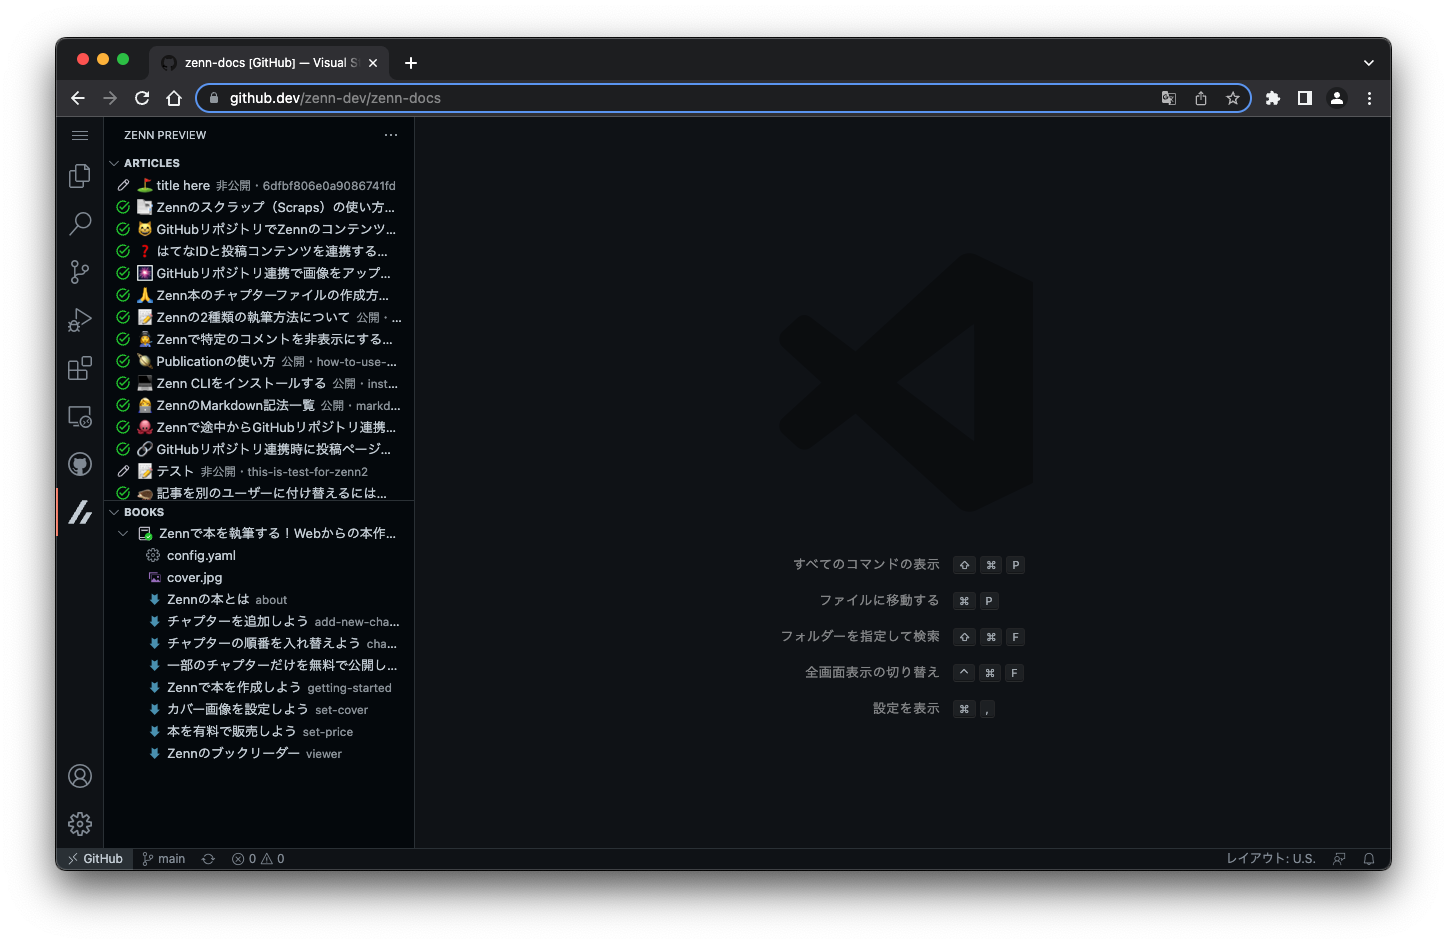 zenn-docs [GitHub] — Visual S
github.dev/zenn-dev/zenn-docs
ZENN PREVIEW
ARTICLES
title here 非公開・6dfbf806e0a9086741fd
Zennのスクラップ（Scraps）の使い方...
GitHubリポジトリでZennのコンテンツ...
はてなIDと投稿コンテンツを連携する...
GitHubリポジトリ連携で画像をアップ...
Zenn本のチャプターファイルの作成方...
Zennの2種類の執筆方法について 公開・...
Zennで特定のコメントを非表示にする...
Publicationの使い方 公開・how-to-use-...
Zenn CLIをインストールする 公開・inst...
ZennのMarkdown記法一覧 公開・markd...
Zennで途中からGitHubリポジトリ連携...
GitHubリポジトリ連携時に投稿ページ...
テスト 非公開・this-is-test-for-zenn2
記事を別のユーザーに付け替えるには...
BOOKS
Zennで本を執筆する！Webからの本作...
config.yaml
cover.jpg
Zennの本とは about
チャプターを追加しよう add-new-cha...
チャプターの順番を入れ替えよう cha...
一部のチャプターだけを無料で公開し...
Zennで本を作成しよう getting-started
カバー画像を設定しよう set-cover
本を有料で販売しよう set-price
Zennのブックリーダー viewer
すべてのコマンドの表示 ⇧ ⌘ P
ファイルに移動する ⌘ P
フォルダーを指定して検索 ⇧ ⌘ F
全画面表示の切り替え ^ ⌘ F
設定を表示 ⌘ ,
GitHub main 0 0 レイアウト: U.S.